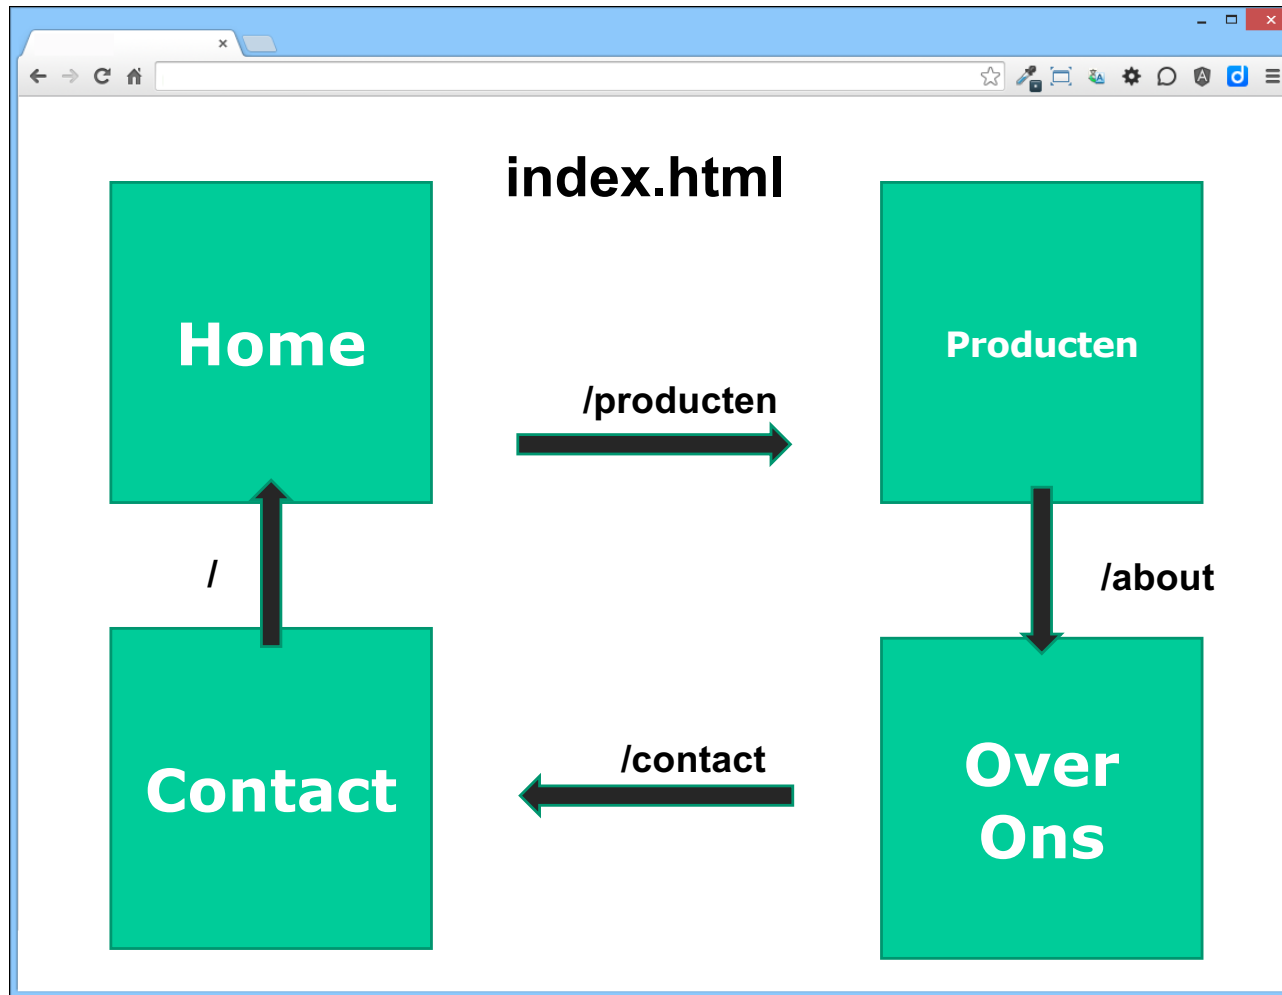 index.html
Home
Producten
/producten
/
/about
Contact
/contact
Over
Ons